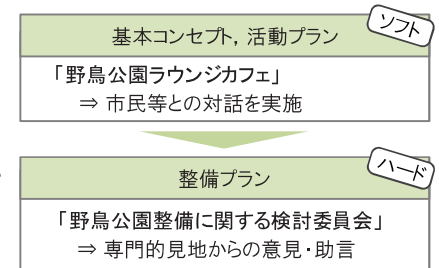 ソフト
基本コンセプト，活動プラン
「野鳥公園ラウンジカフェ」
⇒ 市民等との対話を実施
ハード
整備プラン
「野鳥公園整備に関する検討委員会」
⇒ 専門的見地からの意見・助言